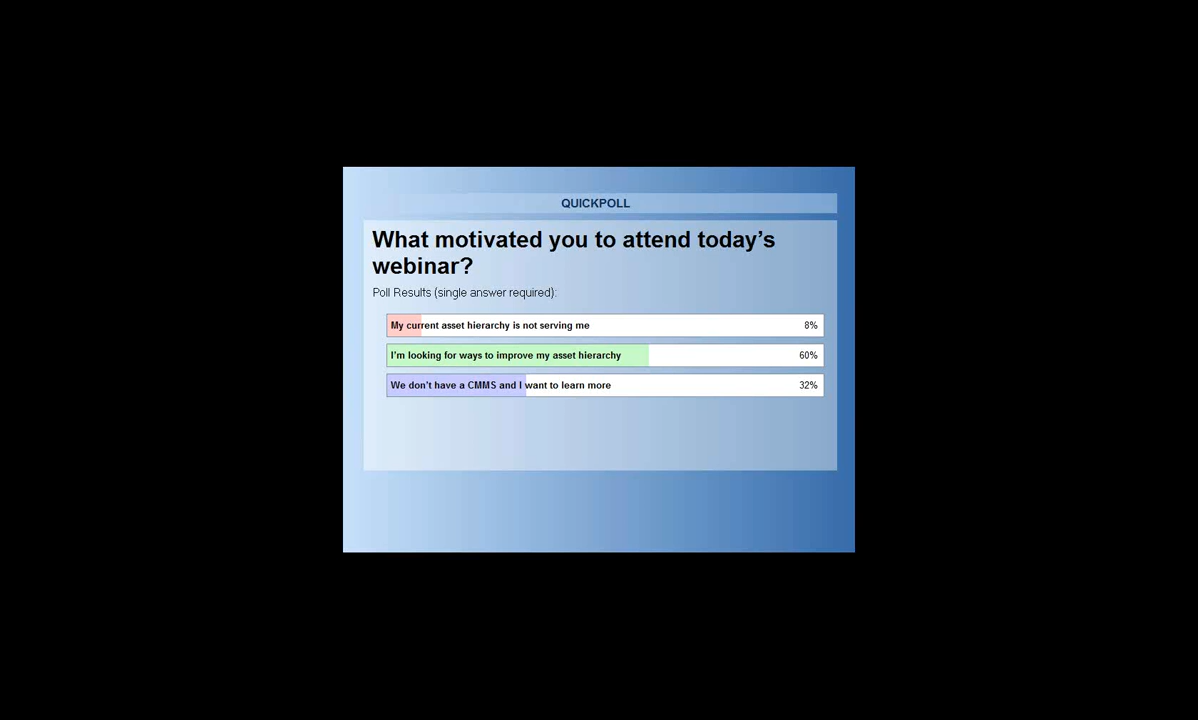 QUICKPOLL
What motivated you to attend today’s
webinar?
Poll Results (single answer required):
My current asset hierarchy is not serving me 8%
I’m looking for ways to improve my asset hierarchy 60%
We don’t have a CMMS and I want to learn more 32%